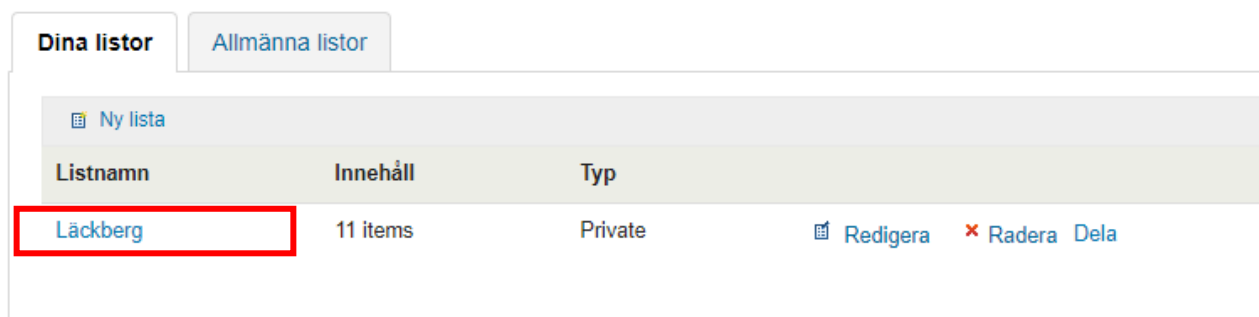 Dina listor Allmänna listor
Ny lista
Listnamn Innehåll Typ
Läckberg 11 items Private Redigera Radera Dela